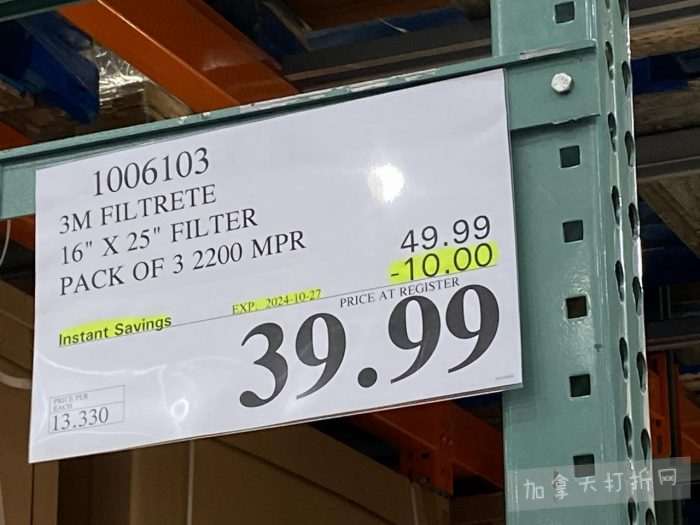 1006103
3M FILTRETE
16" X 25" FILTER
PACK OF 3 2200 MPR
49.99
-10.00
Instant Savings
EXP. 2024-10-27
PRICE AT REGISTER
39.99
PRICE PER
EACH
13.330
加拿大打折网